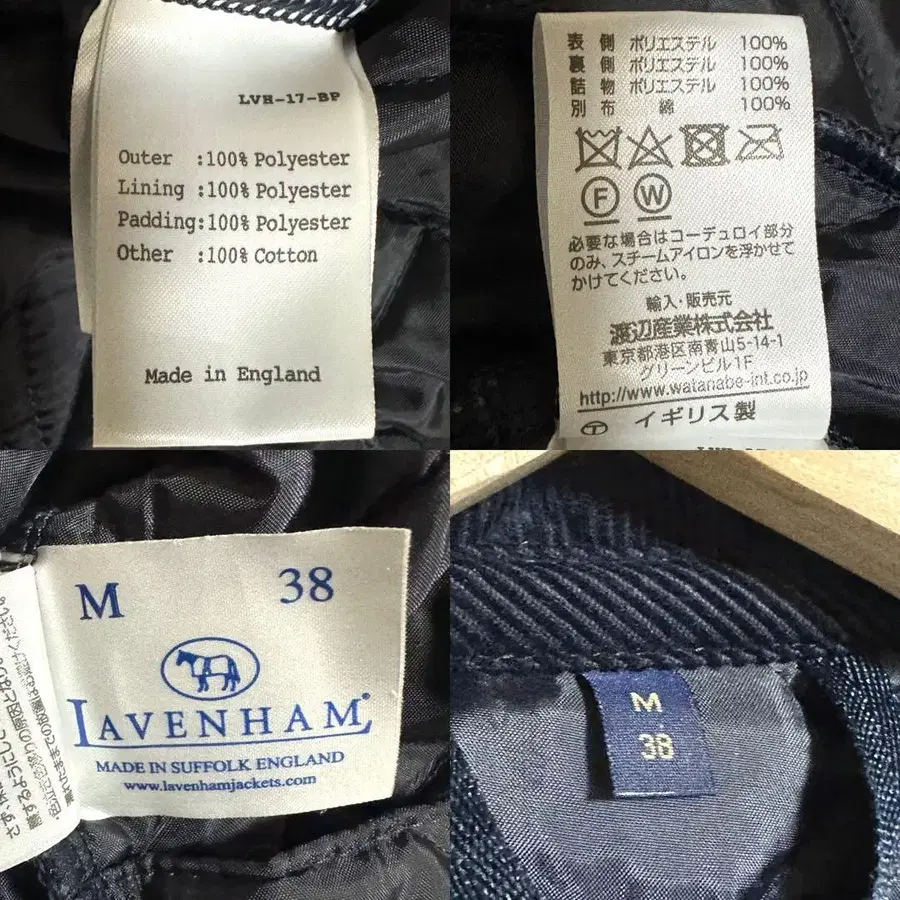 LVH-17-BP
Outer :100% Polyester
Lining :100% Polyester
Padding:100% Polyester
Other :100% Cotton
Made in England
表側 ポリエステル 100%
裏側 ポリエステル 100%
詰物 ポリエステル 100%
別布 綿 100%
F W
必要な場合はコーデュロイ部分
のみ、スチームアイロンを浮かせて
かけてください。
輸入・販売元
渡辺産業株式会社
東京都港区南青山5-14-1
グリーンビル1F
http://www.watanabe-int.co.jp
T イギリス製
M 38
LAVENHAM®
MADE IN SUFFOLK ENGLAND
www.lavenhamjackets.com
M
38